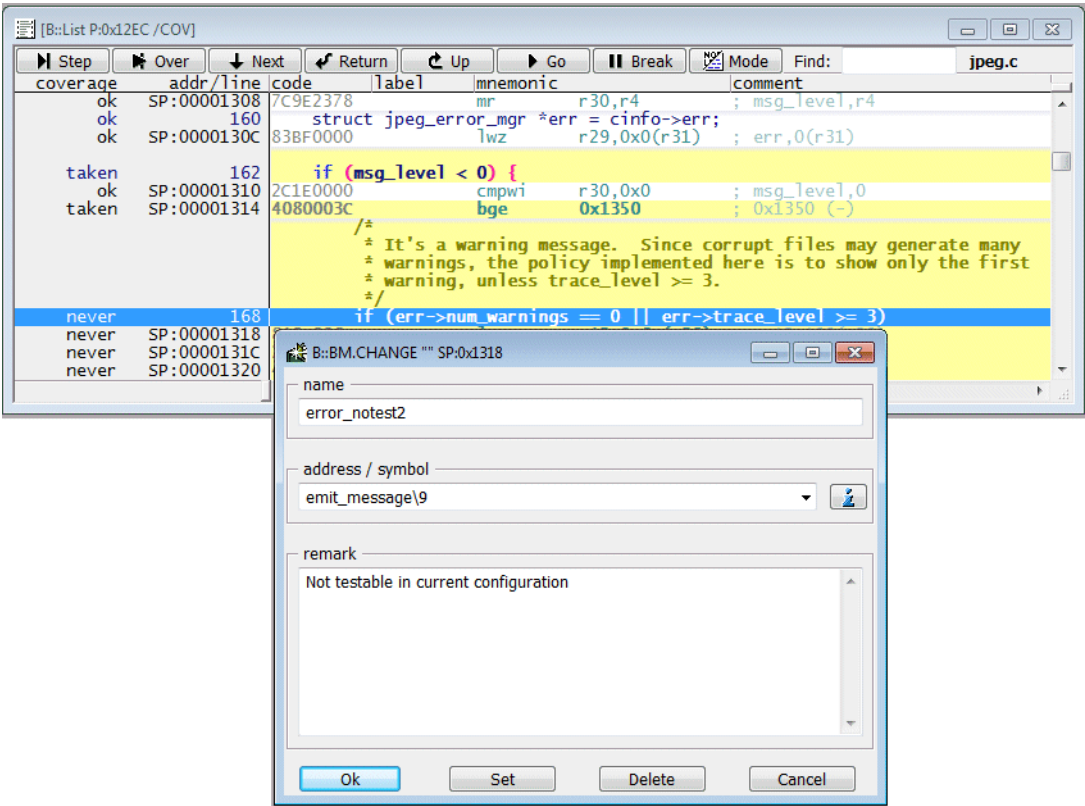 [B::List P:0x12EC /COV]
Step Over Next Return Up Go Break Mode Find: jpeg.c
coverage addr/line code label mnemonic comment
ok SP:00001308 7C9E2378 mr r30,r4 ; msg_level,r4
ok 160 struct jpeg_error_mgr *err = cinfo->err;
ok SP:0000130C 83BF0000 lwz r29,0x0(r31) ; err,0(r31)
taken 162 if (msg_level < 0) {
ok SP:00001310 2C1E0000 cmpwi r30,0x0 ; msg_level,0
taken SP:00001314 4080003C bge 0x1350 ; 0x1350 (-)
/*
* It's a warning message. Since corrupt files may generate many
* warnings, the policy implemented here is to show only the first
* warning, unless trace_level >= 3.
*/
never 168 if (err->num_warnings == 0 || err->trace_level >= 3)
never SP:00001318
never SP:0000131C
never SP:00001320
B::BM.CHANGE "" SP:0x1318
name
error_notest2
address / symbol
emit_message\9
remark
Not testable in current configuration
Ok Set Delete Cancel